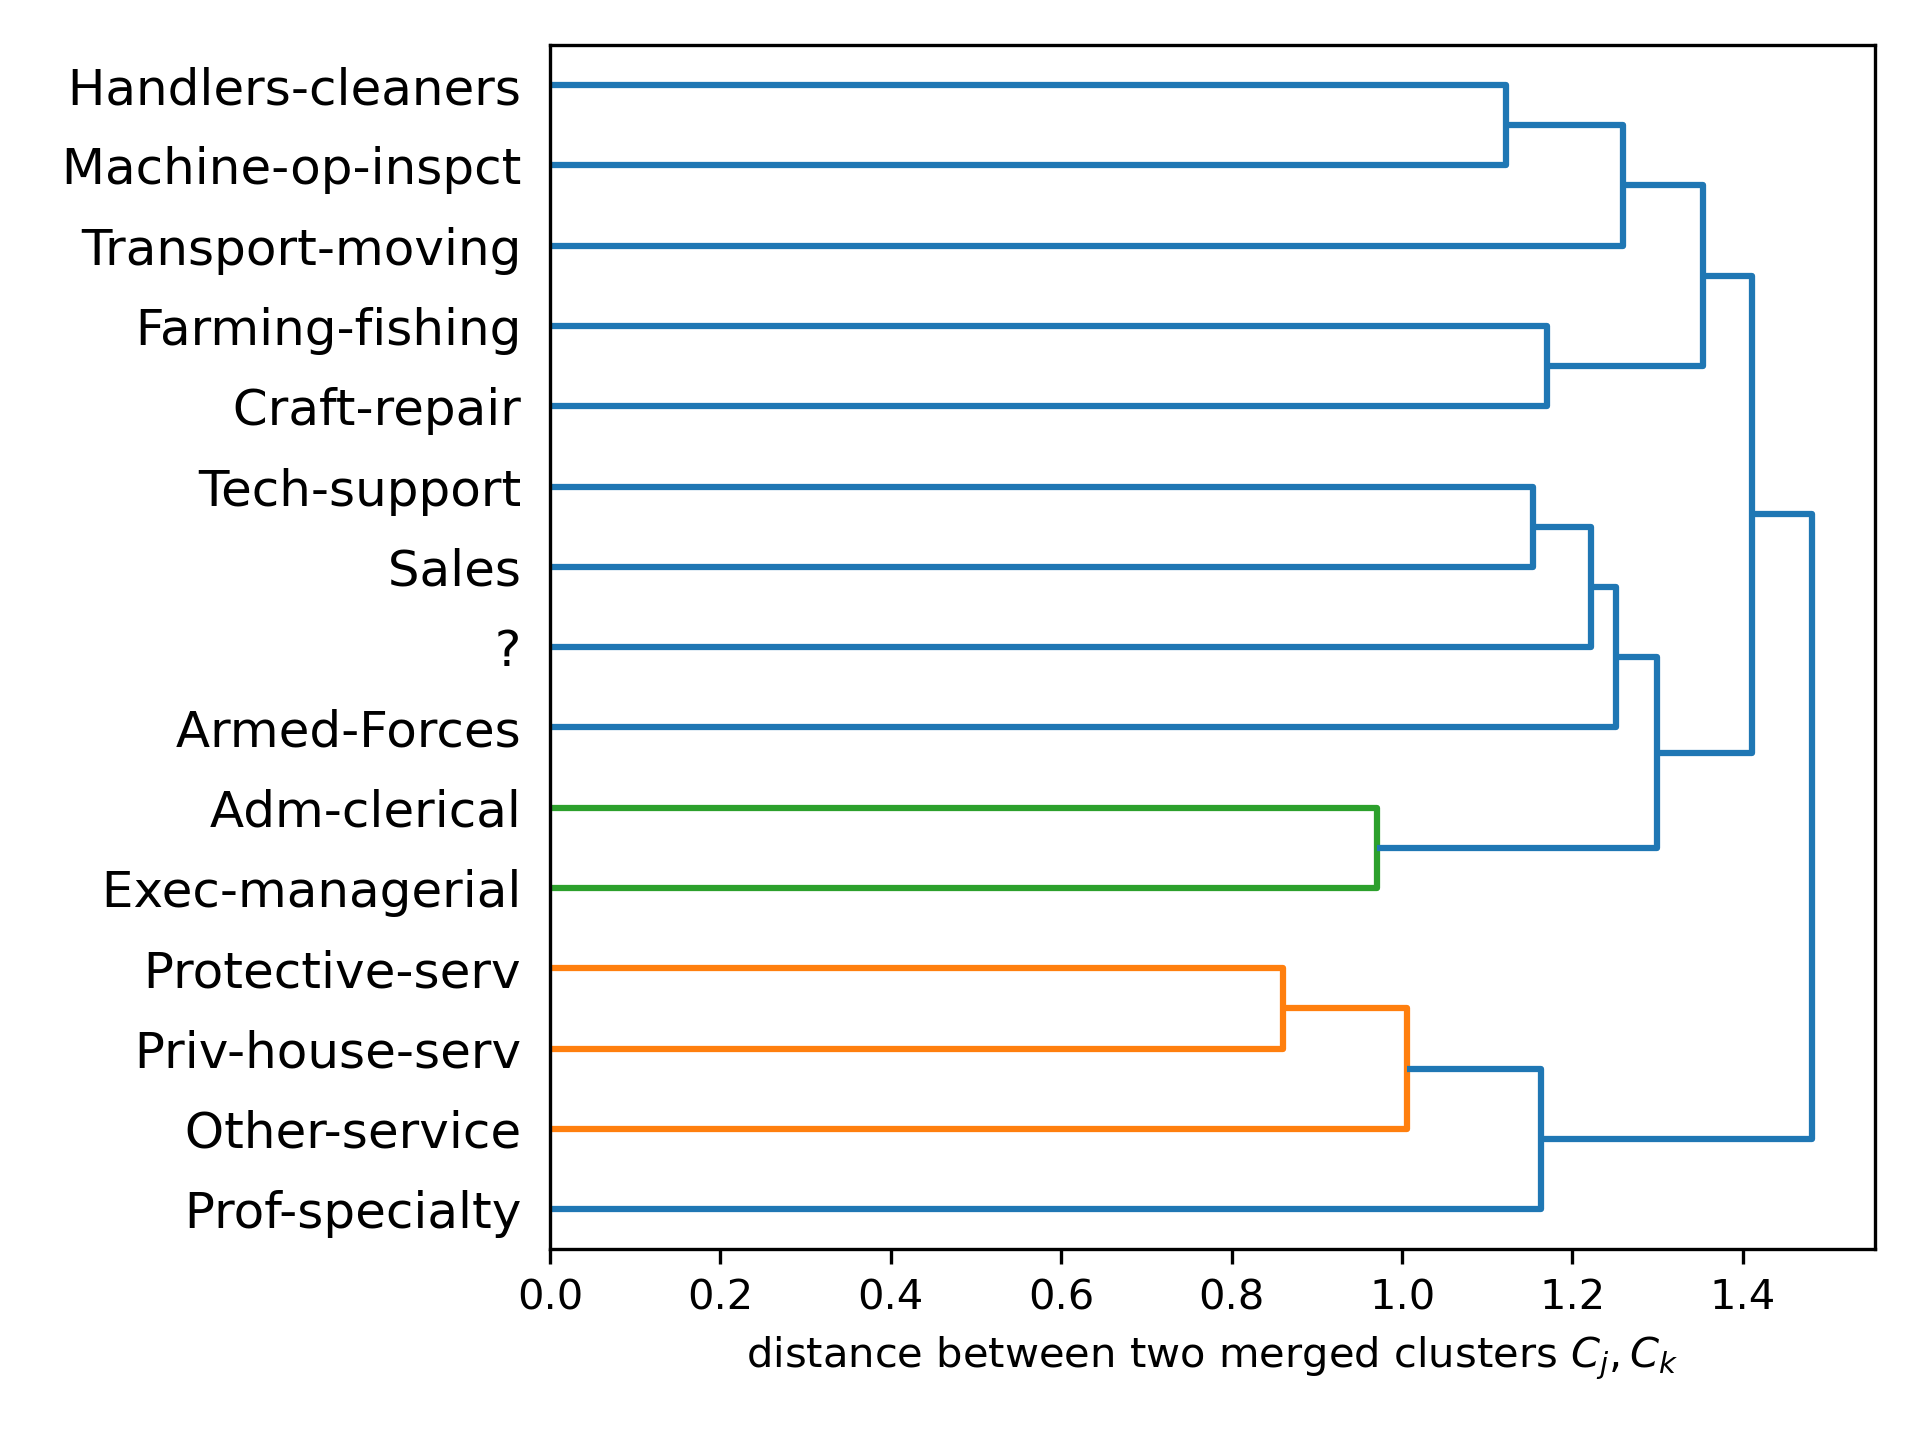 Handlers-cleaners
Machine-op-inspct
Transport-moving
Farming-fishing
Craft-repair
Tech-support
Sales
?
Armed-Forces
Adm-clerical
Exec-managerial
Protective-serv
Priv-house-serv
Other-service
Prof-specialty
0.0 0.2 0.4 0.6 0.8 1.0 1.2 1.4
distance between two merged clusters C_j, C_k